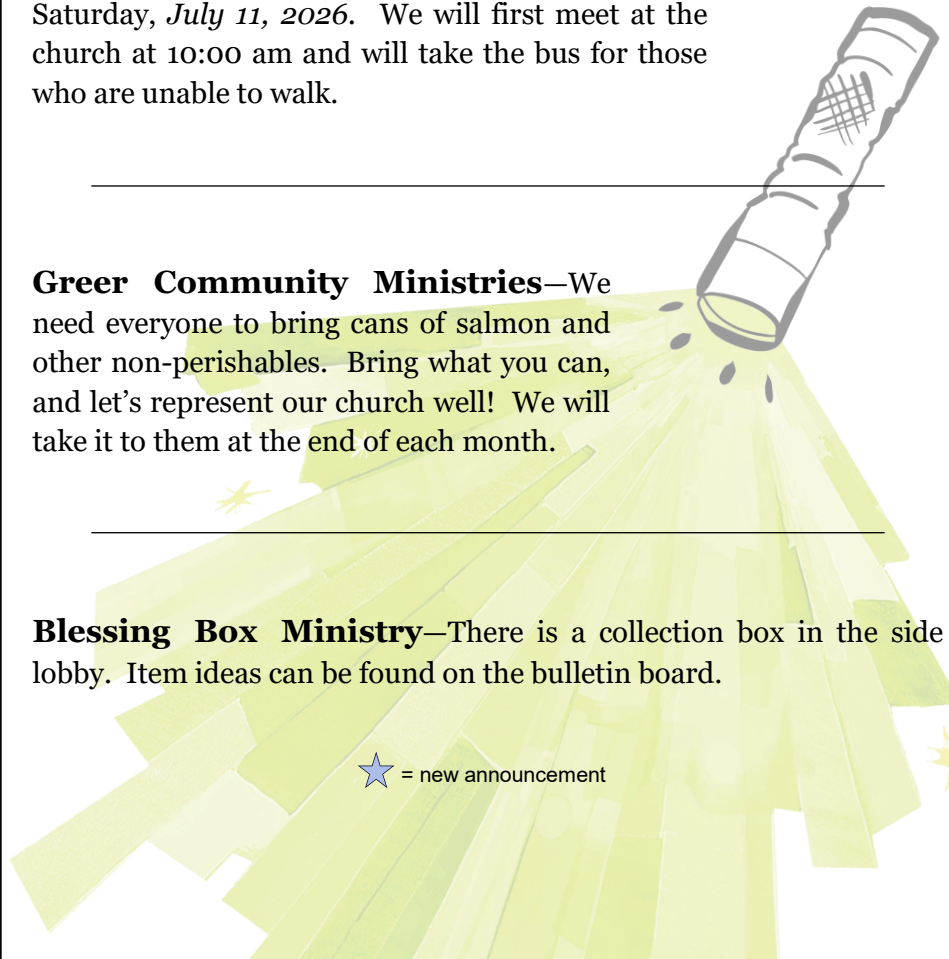 Saturday, July 11, 2026.  We will first meet at the
church at 10:00 am and will take the bus for those
who are unable to walk.
Greer Community Ministries—We
need everyone to bring cans of salmon and
other non-perishables.  Bring what you can,
and let’s represent our church well!  We will
take it to them at the end of each month.
Blessing Box Ministry—There is a collection box in the side
lobby.  Item ideas can be found on the bulletin board.
= new announcement